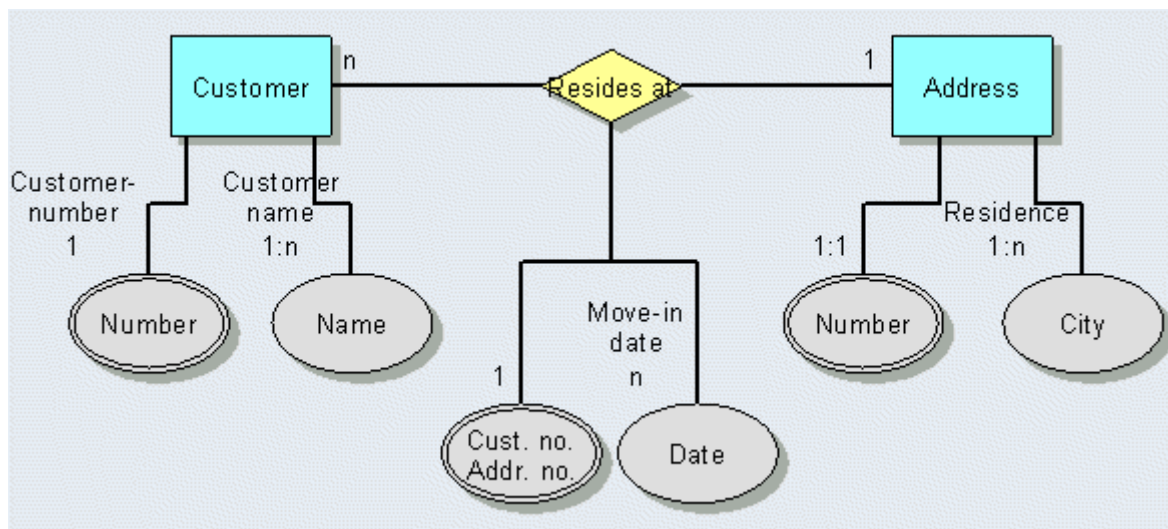 n
1
Customer
Resides at
Address
Customer-
number
1
Customer
name
1:n
Residence
1:1
1:n
Number
Name
Move-in
date
1
n
Number
City
Cust. no.
Addr. no.
Date